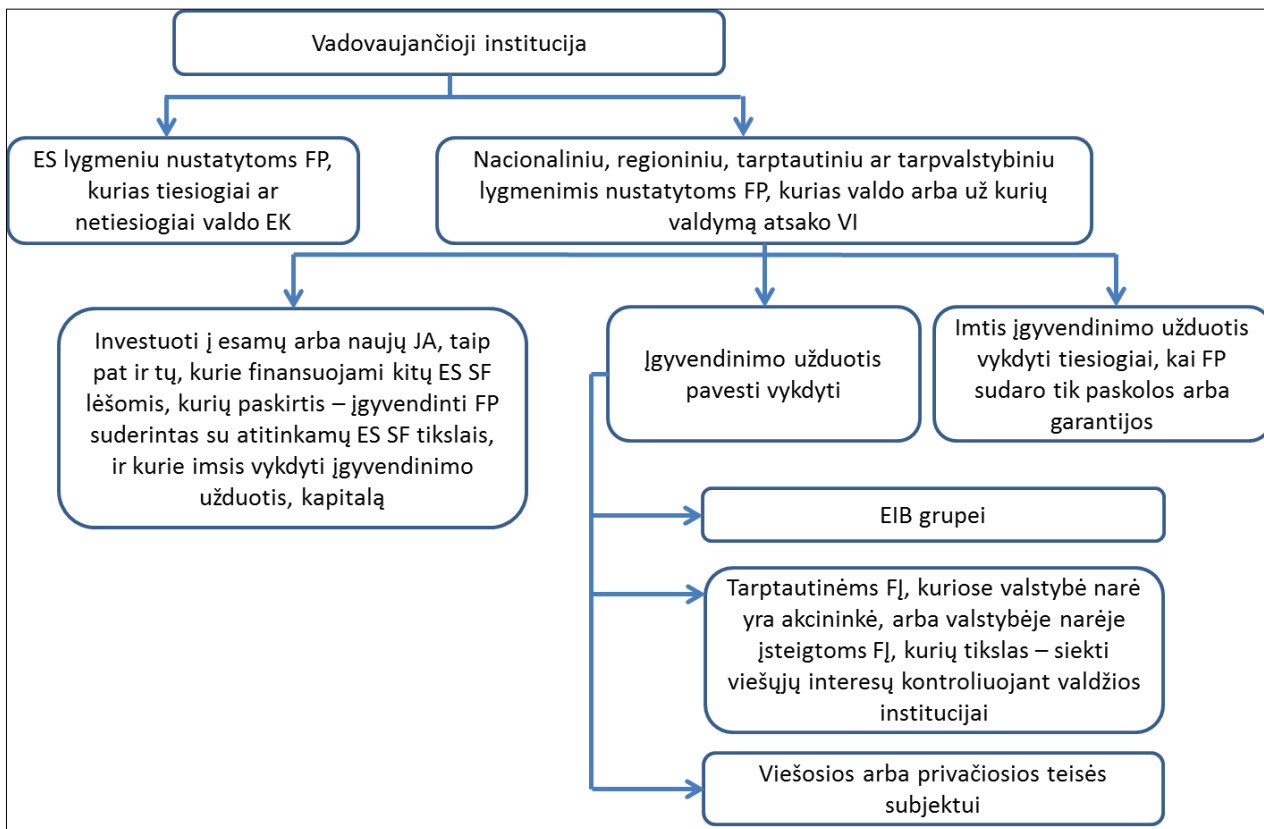 Vadovaujančioji institucija
ES lygmeniu nustatytoms FP,
kurias tiesiogiai ar
netiesiogiai valdo EK
Nacionaliniu, regioniniu, tarptautiniu ar tarpvalstybiniu
lygmenimis nustatytoms FP, kurias valdo arba už kurių
valdymą atsako VI
Investuoti į esamų arba naujų JA, taip
pat ir tų, kurie finansuojami kitų ES SF
lėšomis, kurių paskirtis – įgyvendinti FP
suderintas su atitinkamų ES SF tikslais,
ir kurie imsis vykdyti įgyvendinimo
užduotis, kapitalą
Įgyvendinimo užduotis
pavesti vykdyti
Imtis įgyvendinimo užduotis
vykdyti tiesiogiai, kai FP
sudaro tik paskolos arba
garantijos
EIB grupei
Tarptautinėms FĮ, kuriose valstybė narė
yra akcininkė, arba valstybėje narėje
įsteigtoms FĮ, kurių tikslas – siekti
viešųjų interesų kontroliuojant valdžios
institucijai
Viešosios arba privačiosios teisės
subjektui